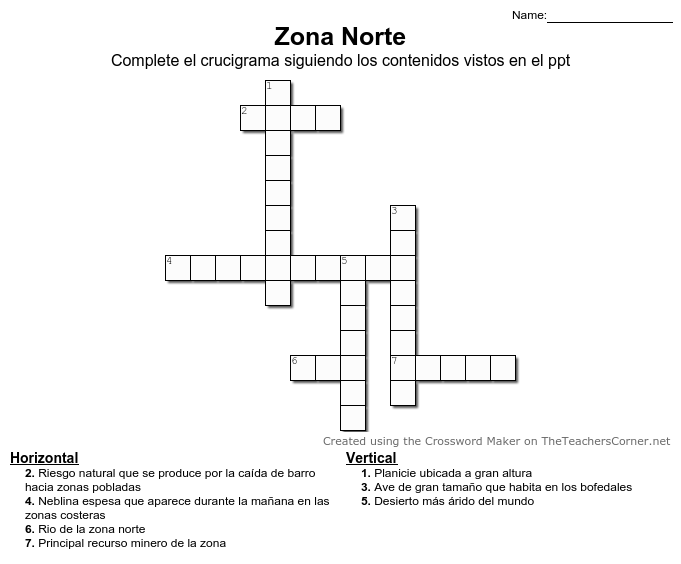 Name:
Zona Norte
Complete el crucigrama siguiendo los contenidos vistos en el ppt
1
2
3
4 5
6 7
Created using the Crossword Maker on TheTeachersCorner.net
Horizontal
2. Riesgo natural que se produce por la caída de barro
hacia zonas pobladas
4. Neblina espesa que aparece durante la mañana en las
zonas costeras
6. Rio de la zona norte
7. Principal recurso minero de la zona
Vertical
1. Planicie ubicada a gran altura
3. Ave de gran tamaño que habita en los bofedales
5. Desierto más árido del mundo